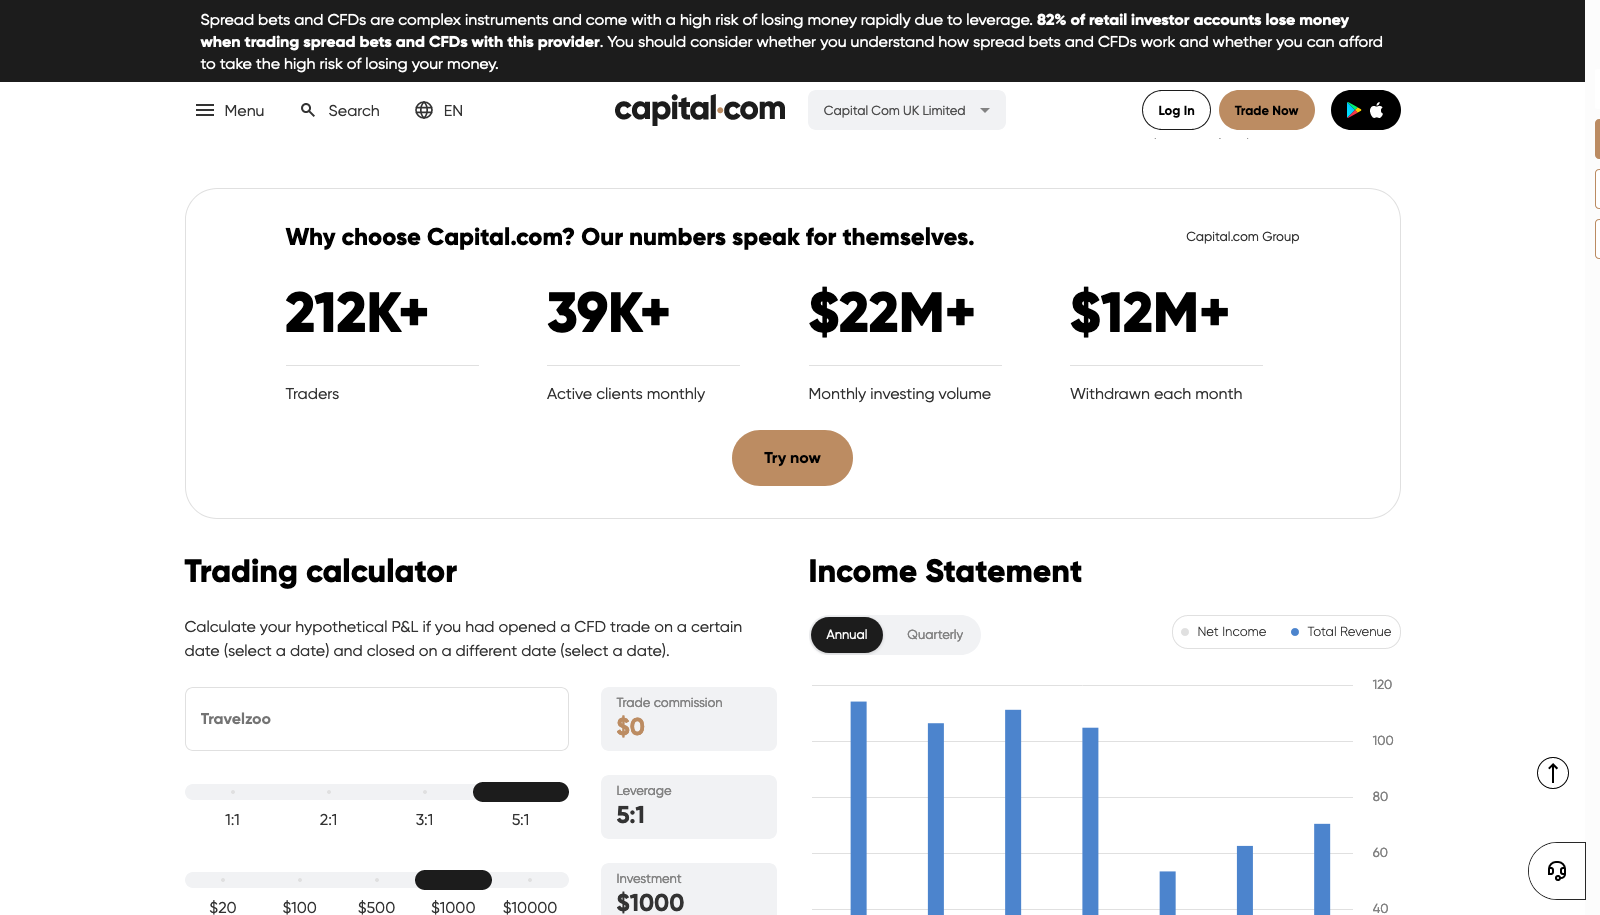 Spread bets and CFDs are complex instruments and come with a high risk of losing money rapidly due to leverage. 82% of retail investor accounts lose money
when trading spread bets and CFDs with this provider. You should consider whether you understand how spread bets and CFDs work and whether you can afford
to take the high risk of losing your money.
Menu Search EN capital.com Capital Com UK Limited Log In Trade Now
Why choose Capital.com? Our numbers speak for themselves. Capital.com Group
212K+ 39K+ $22M+ $12M+
Traders Active clients monthly Monthly investing volume Withdrawn each month
Try now
Trading calculator
Calculate your hypothetical P&L if you had opened a CFD trade on a certain
date (select a date) and closed on a different date (select a date).
Travelzoo
Trade commission
$0
1:1 2:1 3:1 5:1
Leverage
5:1
$20 $100 $500 $1000 $10000
Investment
$1000
Income Statement
Annual Quarterly
Net Income Total Revenue
120
100
80
60
40